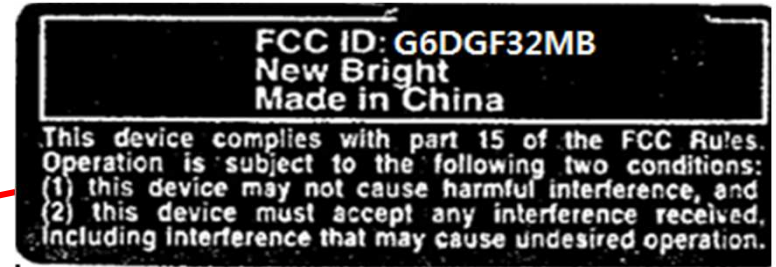 FCC ID: G6DGF32MB
New Bright
Made in China
This device complies with part 15 of the FCC Rules.
Operation is subject to the following two conditions:
(1) this device may not cause harmful interference, and
(2) this device must accept any interference received,
including interference that may cause undesired operation.